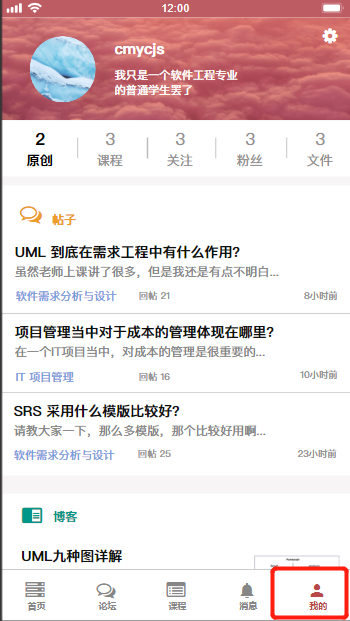 12:00
cmycjs
我只是一个软件工程专业
的普通学生罢了
2 3 3 3 3
原创 课程 关注 粉丝 文件
帖子
UML 到底在需求工程中有什么作用?
虽然老师上课讲了很多，但是我还是有点不明白...
软件需求分析与设计 回帖 21 8小时前
项目管理当中对于成本的管理体现在哪里?
在一个IT项目当中，对成本的管理是很重要的...
IT 项目管理 回帖 16 10小时前
SRS 采用什么模版比较好?
请教大家一下，那么多模版，那个比较好用啊...
软件需求分析与设计 回帖 25 23小时前
博客
UML九种图详解
首页 论坛 课程 消息 我的